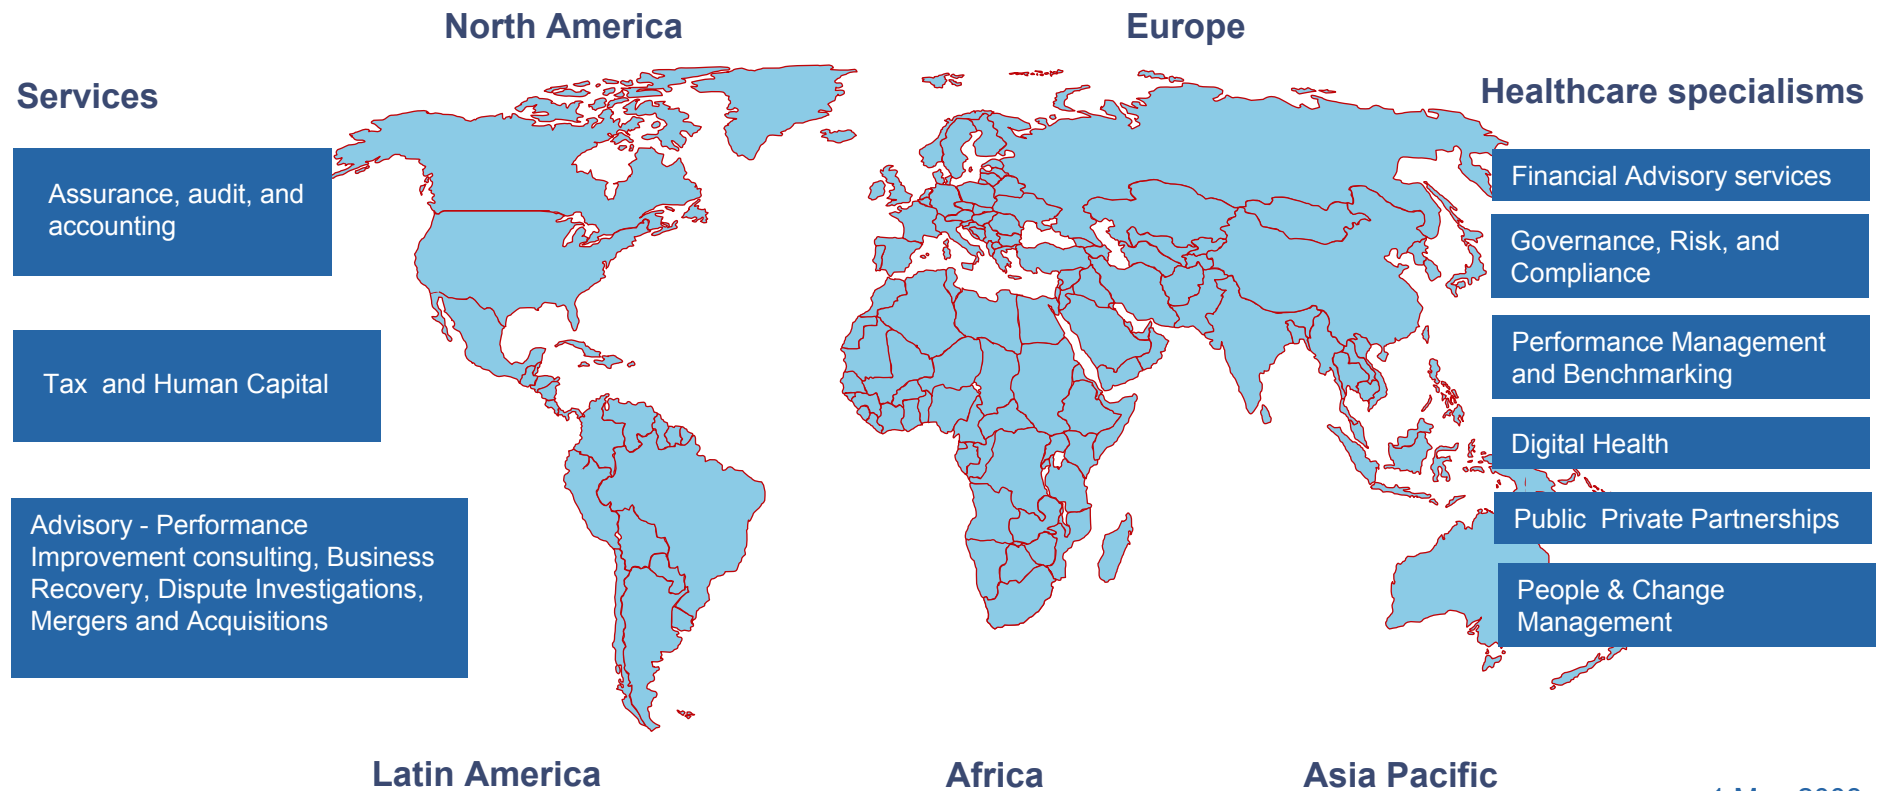 North America
Europe
Services
Healthcare specialisms
Assurance, audit, and
accounting
Tax  and Human Capital
Advisory - Performance
Improvement consulting, Business
Recovery, Dispute Investigations,
Mergers and Acquisitions
Financial Advisory services
Governance, Risk, and
Compliance
Performance Management
and Benchmarking
Digital Health
Public  Private Partnerships
People & Change
Management
Latin America
Africa
Asia Pacific